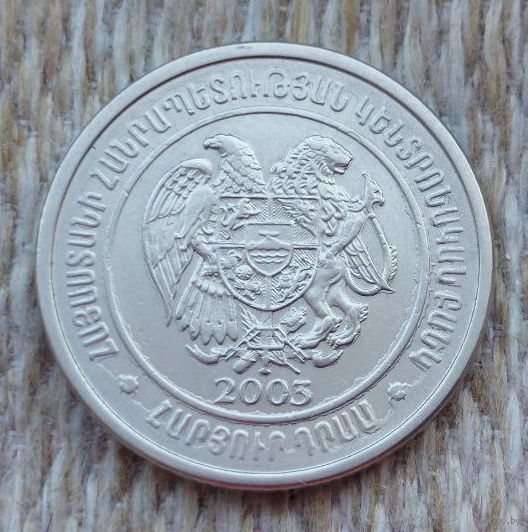 ՀԱՅԱՍՏԱՆԻ ՀԱՆՐԱՊԵՏՈՒԹՅԱՆ ԿԵՆՏՐՈՆԱԿԱՆ ԲԱՆԿ
2003
ՀԱՐՅՈՒՐ ԴՐԱՄ